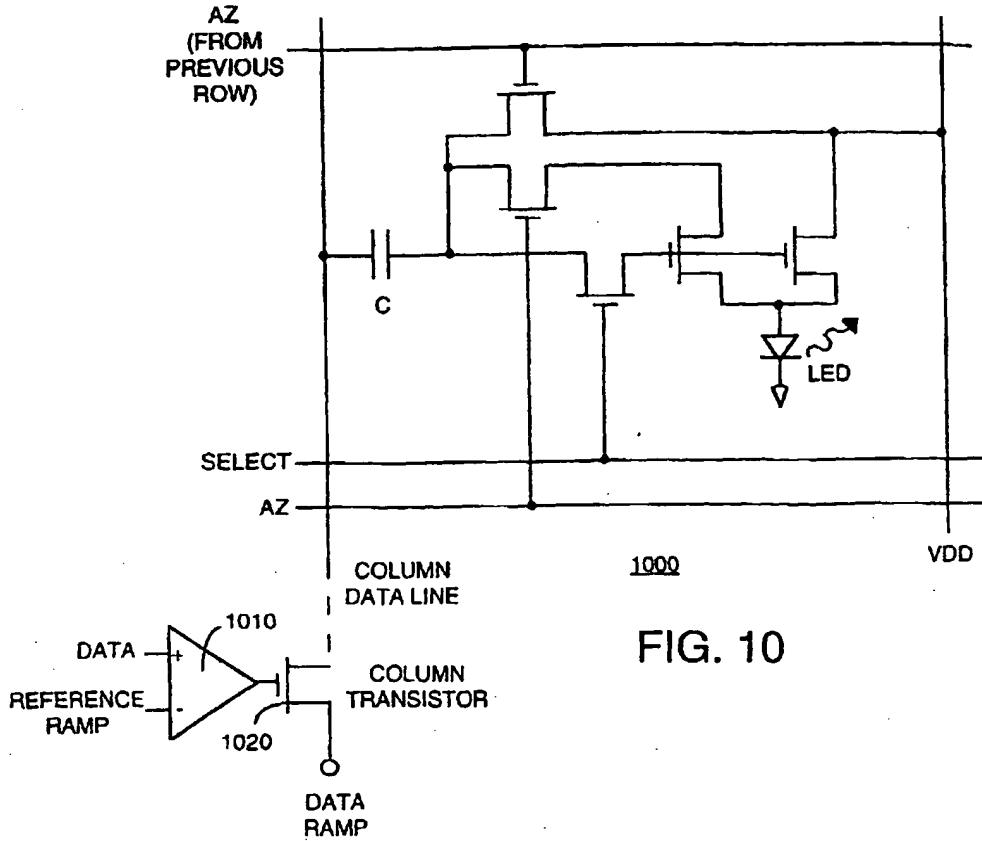 AZ
(FROM
PREVIOUS
ROW)
C
LED
SELECT
AZ
VDD
1000
COLUMN
DATA LINE
FIG. 10
1010
DATA
+
REFERENCE
RAMP
-
COLUMN
TRANSISTOR
1020
DATA
RAMP